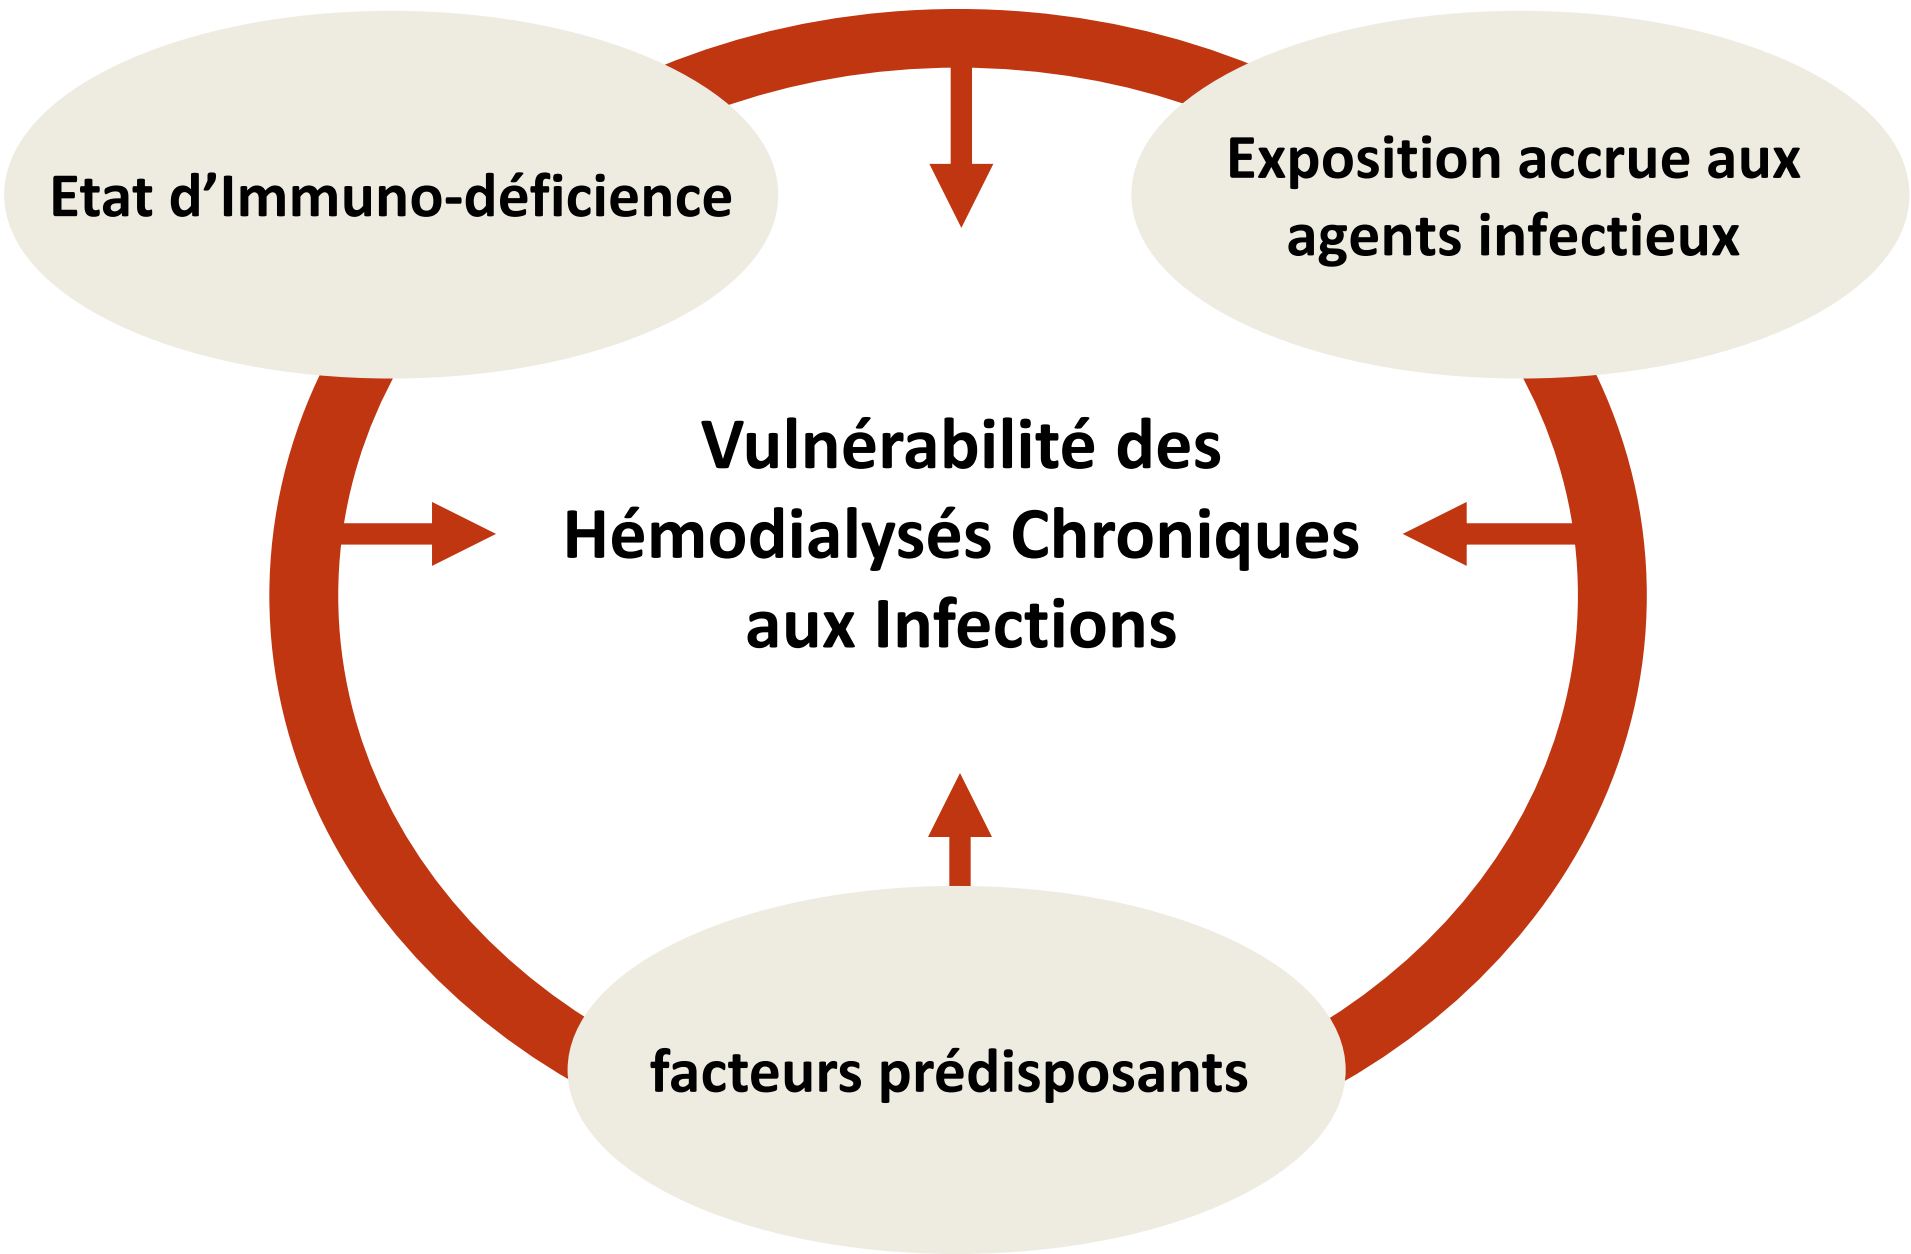 Etat d’Immuno-déficience
Exposition accrue aux
agents infectieux
Vulnérabilité des
Hémodialysés Chroniques
aux Infections
facteurs prédisposants